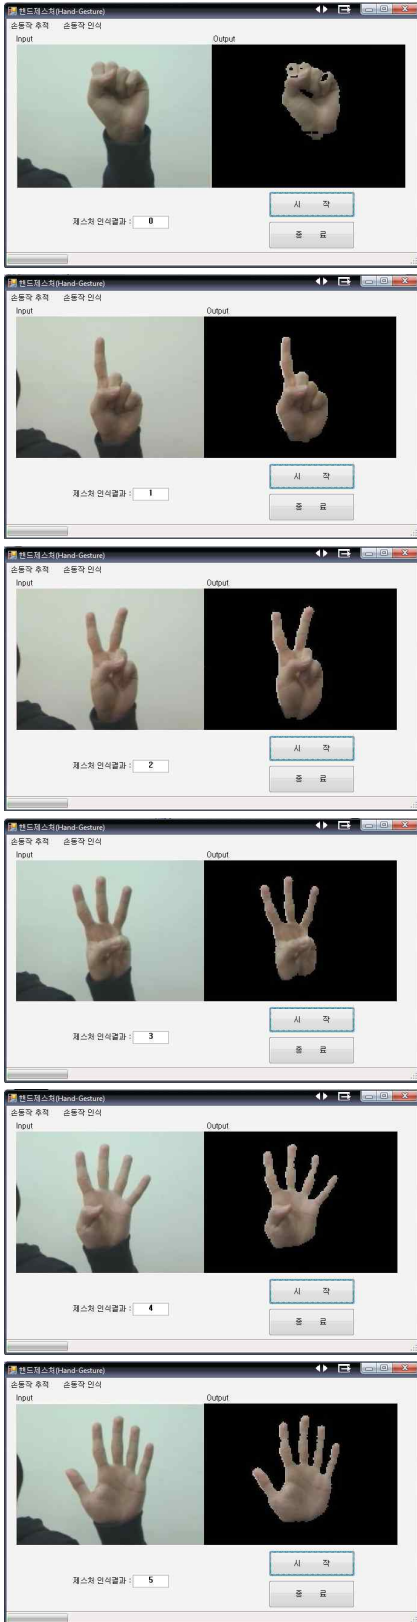 핸드제스처(Hand-Gesture)
손동작 추적 손동작 인식
Input Output
시 작
제스처 인식결과 : 0
종 료
핸드제스처(Hand-Gesture)
손동작 추적 손동작 인식
Input Output
시 작
제스처 인식결과 : 1
종 료
핸드제스처(Hand-Gesture)
손동작 추적 손동작 인식
Input Output
시 작
제스처 인식결과 : 2
종 료
핸드제스처(Hand-Gesture)
손동작 추적 손동작 인식
Input Output
시 작
제스처 인식결과 : 3
종 료
핸드제스처(Hand-Gesture)
손동작 추적 손동작 인식
Input Output
시 작
제스처 인식결과 : 4
종 료
핸드제스처(Hand-Gesture)
손동작 추적 손동작 인식
Input Output
시 작
제스처 인식결과 : 5
종 료